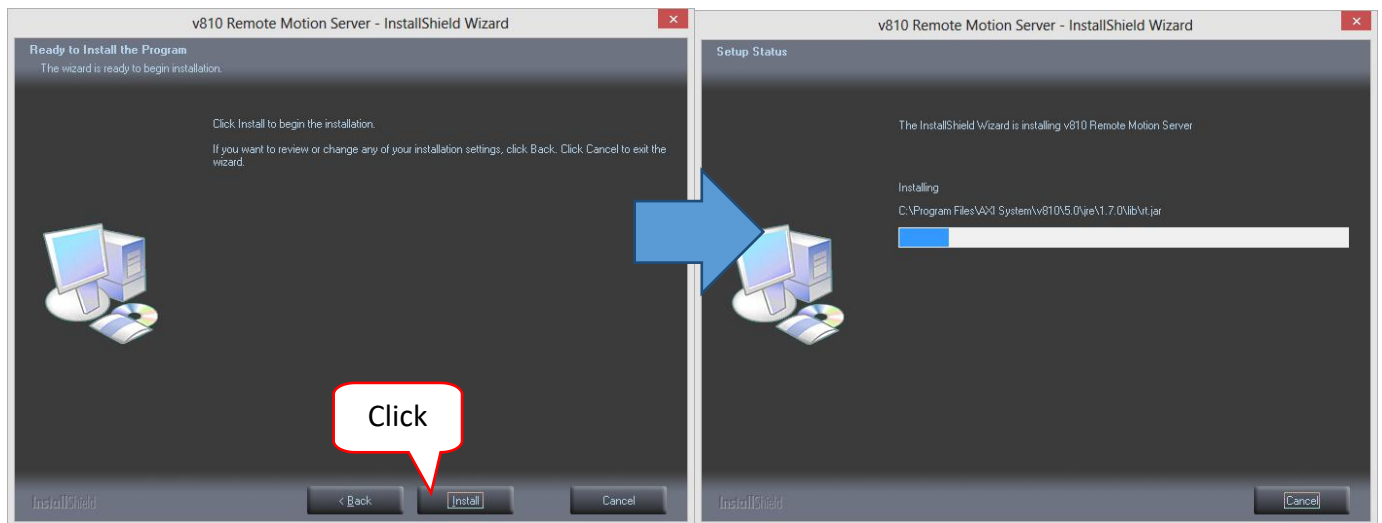 v810 Remote Motion Server - InstallShield Wizard
Ready to Install the Program
The wizard is ready to begin installation.
Click Install to begin the installation.
If you want to review or change any of your installation settings, click Back. Click Cancel to exit the
wizard.
Click
InstallShield
< Back
Install
Cancel
v810 Remote Motion Server - InstallShield Wizard
Setup Status
The InstallShield Wizard is installing v810 Remote Motion Server
Installing
C:\Program Files\AXI System\v810\5.0\jre\1.7.0\lib\rt.jar
InstallShield
Cancel